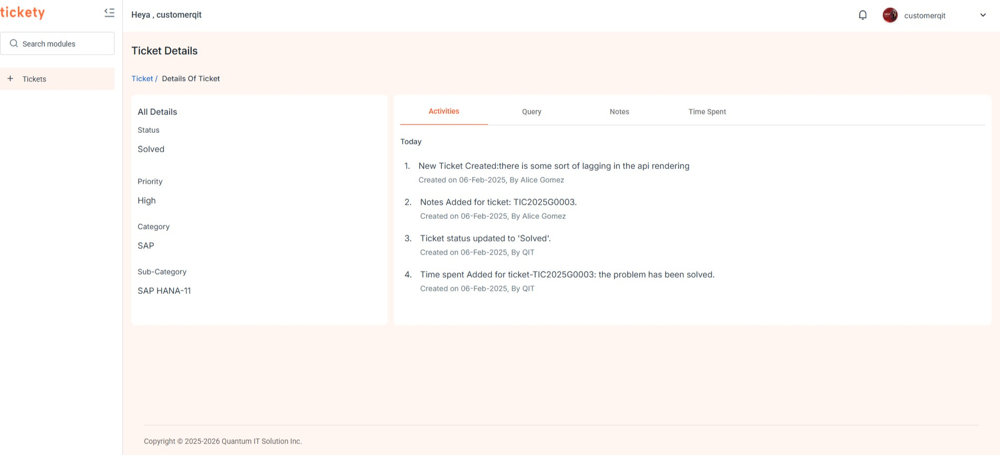 tickety
Heya , customerqit
customerqit
Search modules
Tickets
Ticket Details
Ticket / Details Of Ticket
All Details
Status
Solved
Priority
High
Category
SAP
Sub-Category
SAP HANA-11
Activities
Query
Notes
Time Spent
Today
1. New Ticket Created:there is some sort of lagging in the api rendering
Created on 06-Feb-2025, By Alice Gomez
2. Notes Added for ticket: TIC2025G0003.
Created on 06-Feb-2025, By Alice Gomez
3. Ticket status updated to 'Solved'.
Created on 06-Feb-2025, By QIT
4. Time spent Added for ticket-TIC2025G0003: the problem has been solved.
Created on 06-Feb-2025, By QIT
Copyright © 2025-2026 Quantum IT Solution Inc.